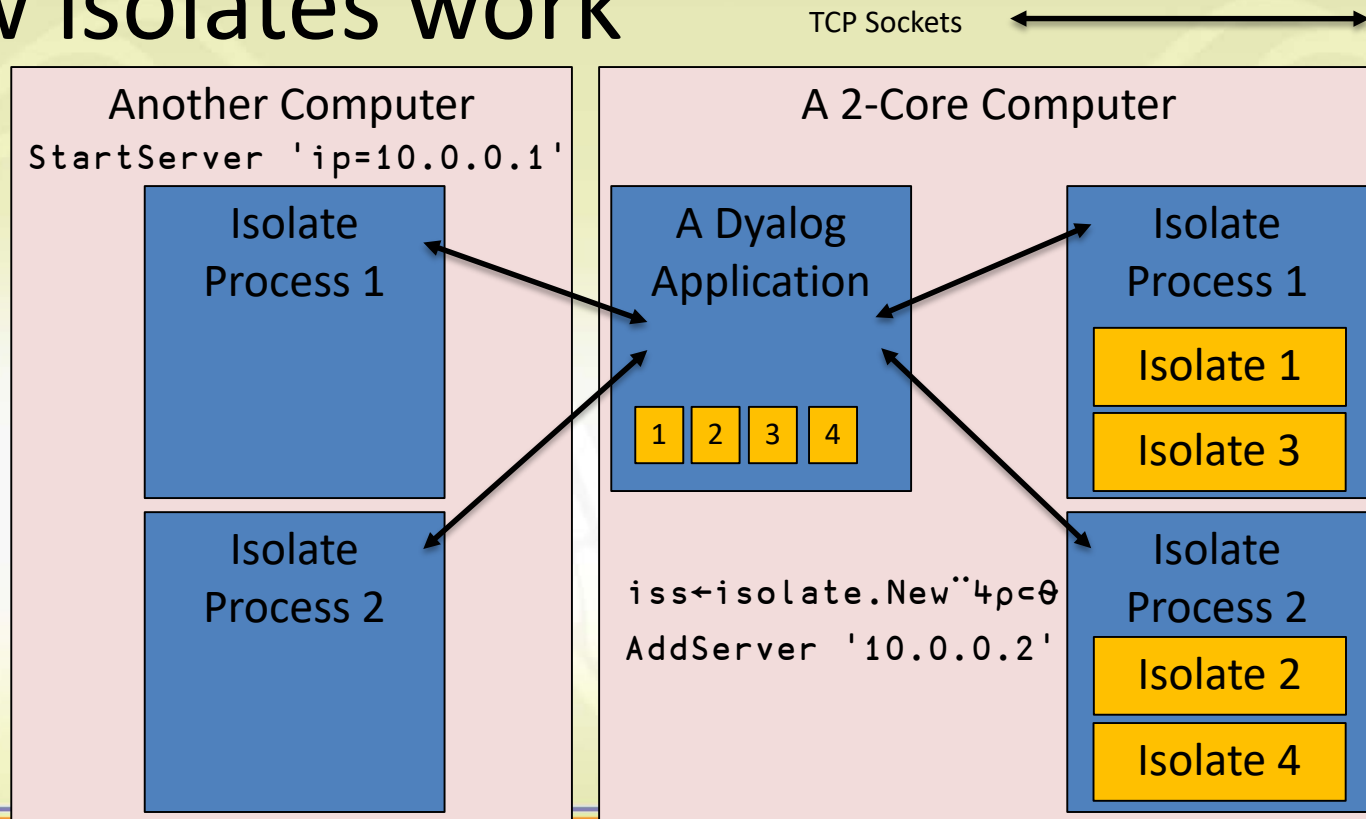 isolates work
TCP Sockets
Another Computer
StartServer 'ip=10.0.0.1'
Isolate
Process 1
Isolate
Process 2
A 2-Core Computer
A Dyalog
Application
1 2 3 4
iss←isolate.New¨4⍴⊂⍬
AddServer '10.0.0.2'
Isolate
Process 1
Isolate 1
Isolate 3
Isolate
Process 2
Isolate 2
Isolate 4